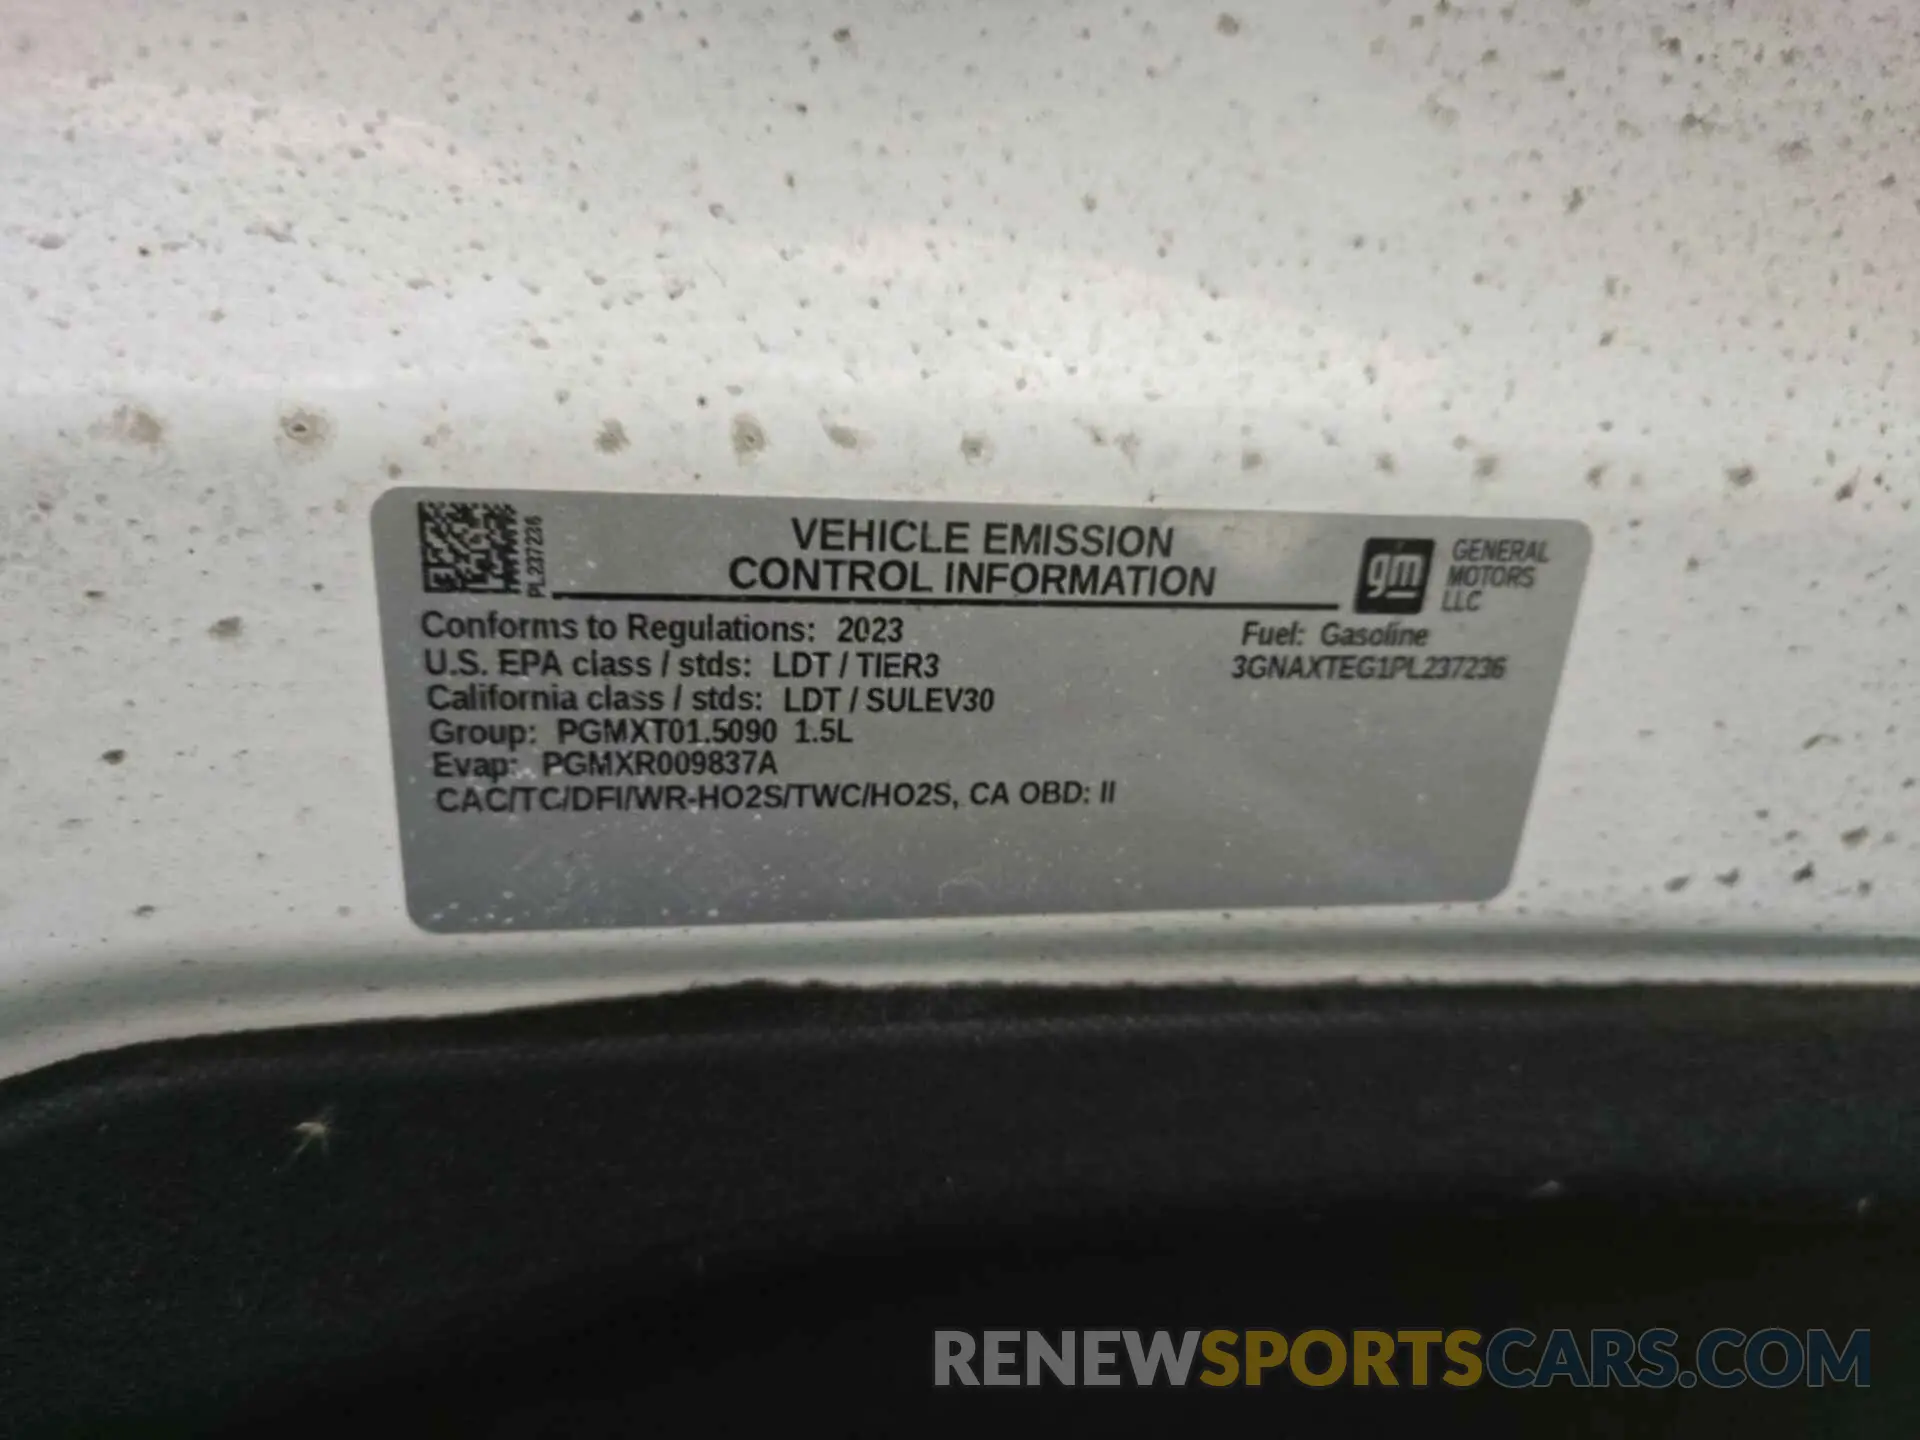 PL237236
VEHICLE EMISSION
CONTROL INFORMATION
gm
GENERAL
MOTORS
LLC
Conforms to Regulations: 2023
Fuel: Gasoline
U.S. EPA class / stds: LDT / TIER3
3GNAXTEG1PL237236
California class / stds: LDT / SULEV30
Group: PGMXT01.5090 1.5L
Evap: PGMXR009837A
CAC/TC/DFI/WR-HO2S/TWC/HO2S, CA OBD: II
RENEWSPORTSCARS.COM